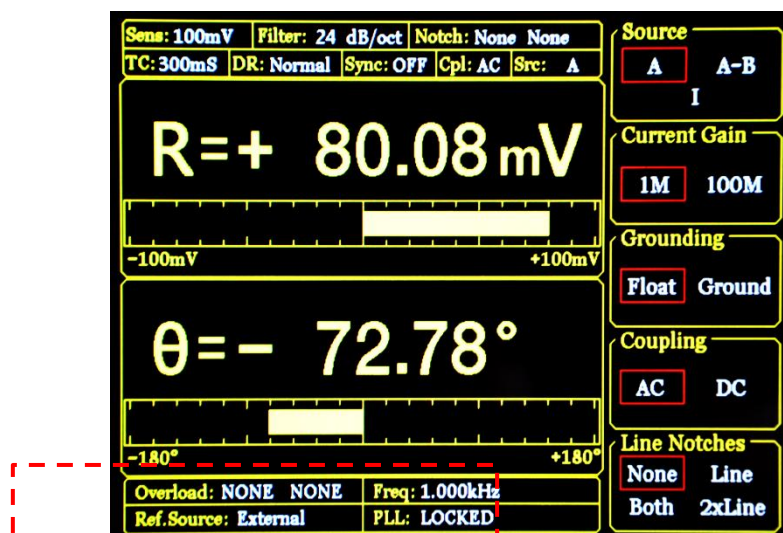 Sens: 100mV Filter: 24 dB/oct Notch: None None
TC: 300mS DR: Normal Sync: OFF Cpl: AC Src: A
R=+ 80.08 mV
-100mV +100mV
θ=- 72.78°
-180° +180°
Overload: NONE NONE Freq: 1.000kHz
Ref.Source: External PLL: LOCKED
Source
A A-B
I
Current Gain
1M 100M
Grounding
Float Ground
Coupling
AC DC
Line Notches
None Line
Both 2xLine